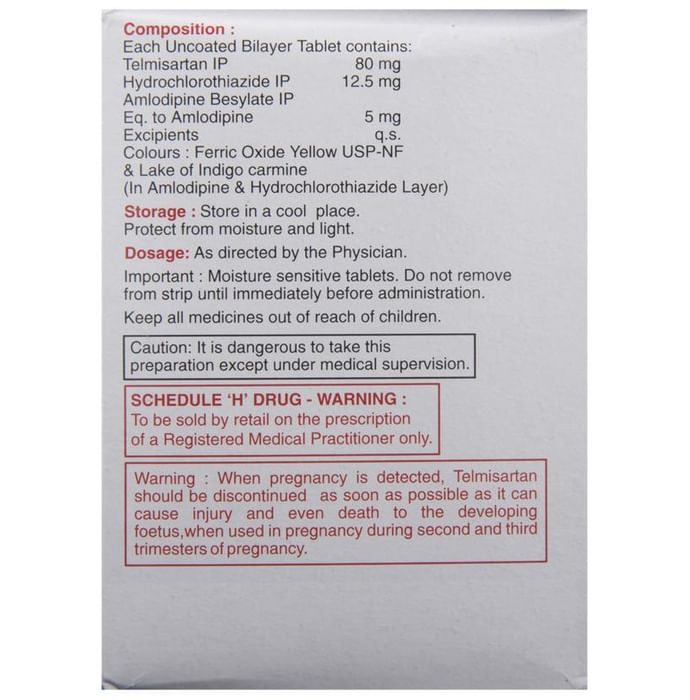 Composition :
Each Uncoated Bilayer Tablet contains:
Telmisartan IP 80 mg
Hydrochlorothiazide IP 12.5 mg
Amlodipine Besylate IP
Eq. to Amlodipine 5 mg
Excipients q.s.
Colours : Ferric Oxide Yellow USP-NF
& Lake of Indigo carmine
(In Amlodipine & Hydrochlorothiazide Layer)
Storage : Store in a cool place.
Protect from moisture and light.
Dosage: As directed by the Physician.
Important : Moisture sensitive tablets. Do not remove
from strip until immediately before administration.
Keep all medicines out of reach of children.
Caution: It is dangerous to take this
preparation except under medical supervision.
SCHEDULE ‘H’ DRUG - WARNING :
To be sold by retail on the prescription
of a Registered Medical Practitioner only.
Warning : When pregnancy is detected, Telmisartan
should be discontinued as soon as possible as it can
cause injury and even death to the developing
foetus,when used in pregnancy during second and third
trimesters of pregnancy.